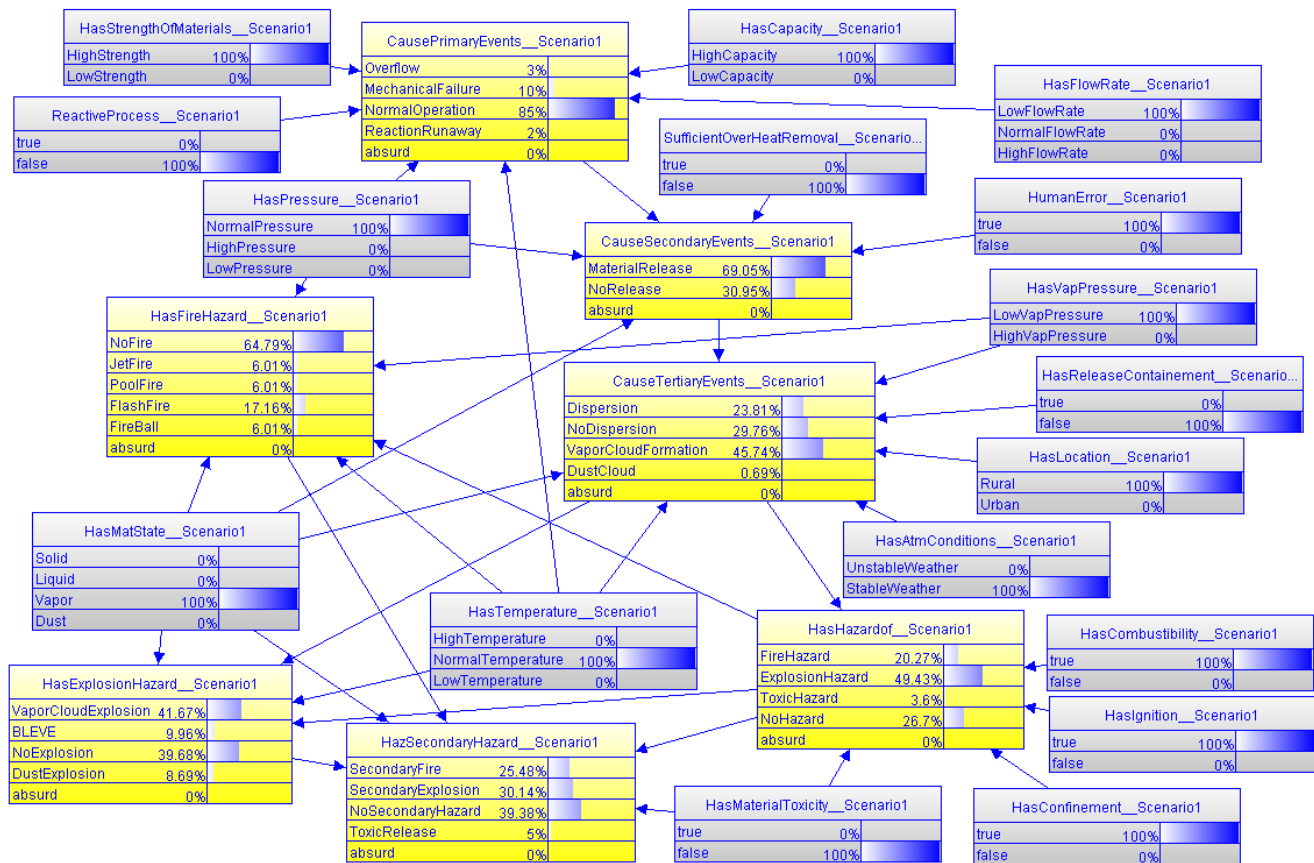 HasStrengthOfMaterials__Scenario1
HighStrength 100%
LowStrength 0%
CausePrimaryEvents__Scenario1
Overflow 3%
MechanicalFailure 10%
NormalOperation 85%
ReactionRunaway 2%
absurd 0%
HasCapacity__Scenario1
HighCapacity 100%
LowCapacity 0%
HasFlowRate__Scenario1
LowFlowRate 100%
NormalFlowRate 0%
HighFlowRate 0%
ReactiveProcess__Scenario1
true 0%
false 100%
SufficientOverHeatRemoval__Scenario...
true 0%
false 100%
HasPressure__Scenario1
NormalPressure 100%
HighPressure 0%
LowPressure 0%
HumanError__Scenario1
true 100%
false 0%
CauseSecondaryEvents__Scenario1
MaterialRelease 69.05%
NoRelease 30.95%
absurd 0%
HasVapPressure__Scenario1
LowVapPressure 100%
HighVapPressure 0%
HasFireHazard__Scenario1
NoFire 64.79%
JetFire 6.01%
PoolFire 6.01%
FlashFire 17.16%
FireBall 6.01%
absurd 0%
CauseTertiaryEvents__Scenario1
Dispersion 23.81%
NoDispersion 29.76%
VaporCloudFormation 45.74%
DustCloud 0.69%
absurd 0%
HasReleaseContainement__Scenario...
true 0%
false 100%
HasLocation__Scenario1
Rural 100%
Urban 0%
HasMatState__Scenario1
Solid 0%
Liquid 0%
Vapor 100%
Dust 0%
HasAtmConditions__Scenario1
UnstableWeather 0%
StableWeather 100%
HasTemperature__Scenario1
HighTemperature 0%
NormalTemperature 100%
LowTemperature 0%
HasHazardof__Scenario1
FireHazard 20.27%
ExplosionHazard 49.43%
ToxicHazard 3.6%
NoHazard 26.7%
absurd 0%
HasCombustibility__Scenario1
true 100%
false 0%
HasExplosionHazard__Scenario1
VaporCloudExplosion 41.67%
BLEVE 9.96%
NoExplosion 39.68%
DustExplosion 8.69%
absurd 0%
HasIgnition__Scenario1
true 100%
false 0%
HazSecondaryHazard__Scenario1
SecondaryFire 25.48%
SecondaryExplosion 30.14%
NoSecondaryHazard 39.38%
ToxicRelease 5%
absurd 0%
HasMaterialToxicity__Scenario1
true 0%
false 100%
HasConfinement__Scenario1
true 100%
false 0%